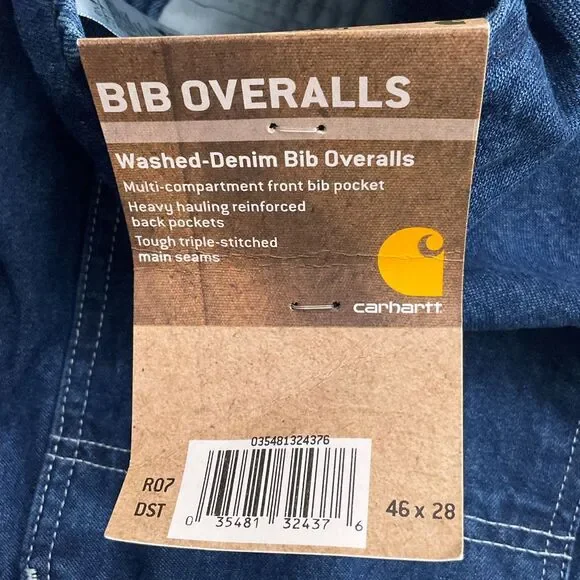 BIB OVERALLS
Washed-Denim Bib Overalls
Multi-compartment front bib pocket
Heavy hauling reinforced
back pockets
Tough triple-stitched
main seams
carhartt
035481324376
R07
DST
0 35481 32437 6
46 x 28